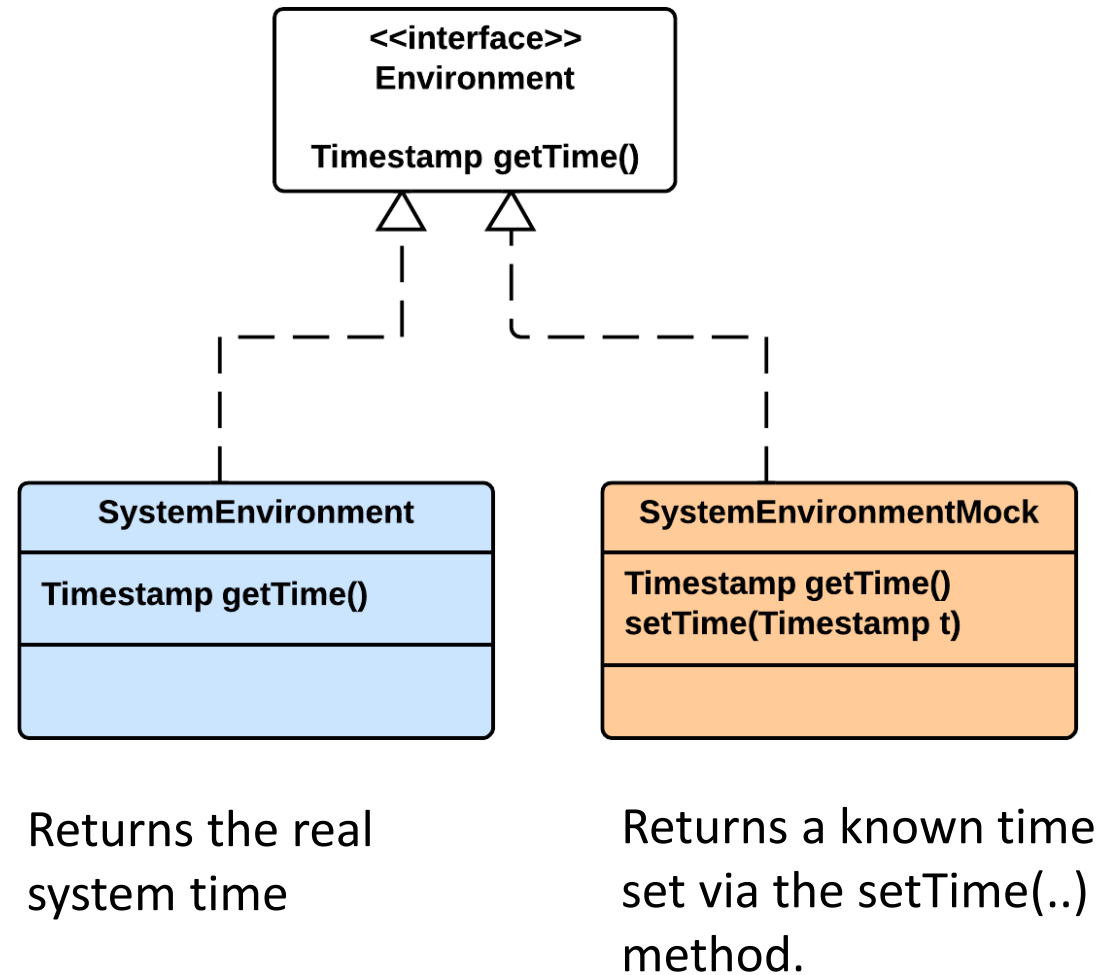 <<interface>>
Environment
Timestamp getTime()
SystemEnvironment
Timestamp getTime()
SystemEnvironmentMock
Timestamp getTime()
setTime(Timestamp t)
Returns the real
system time
Returns a known time
set via the setTime(..)
method.